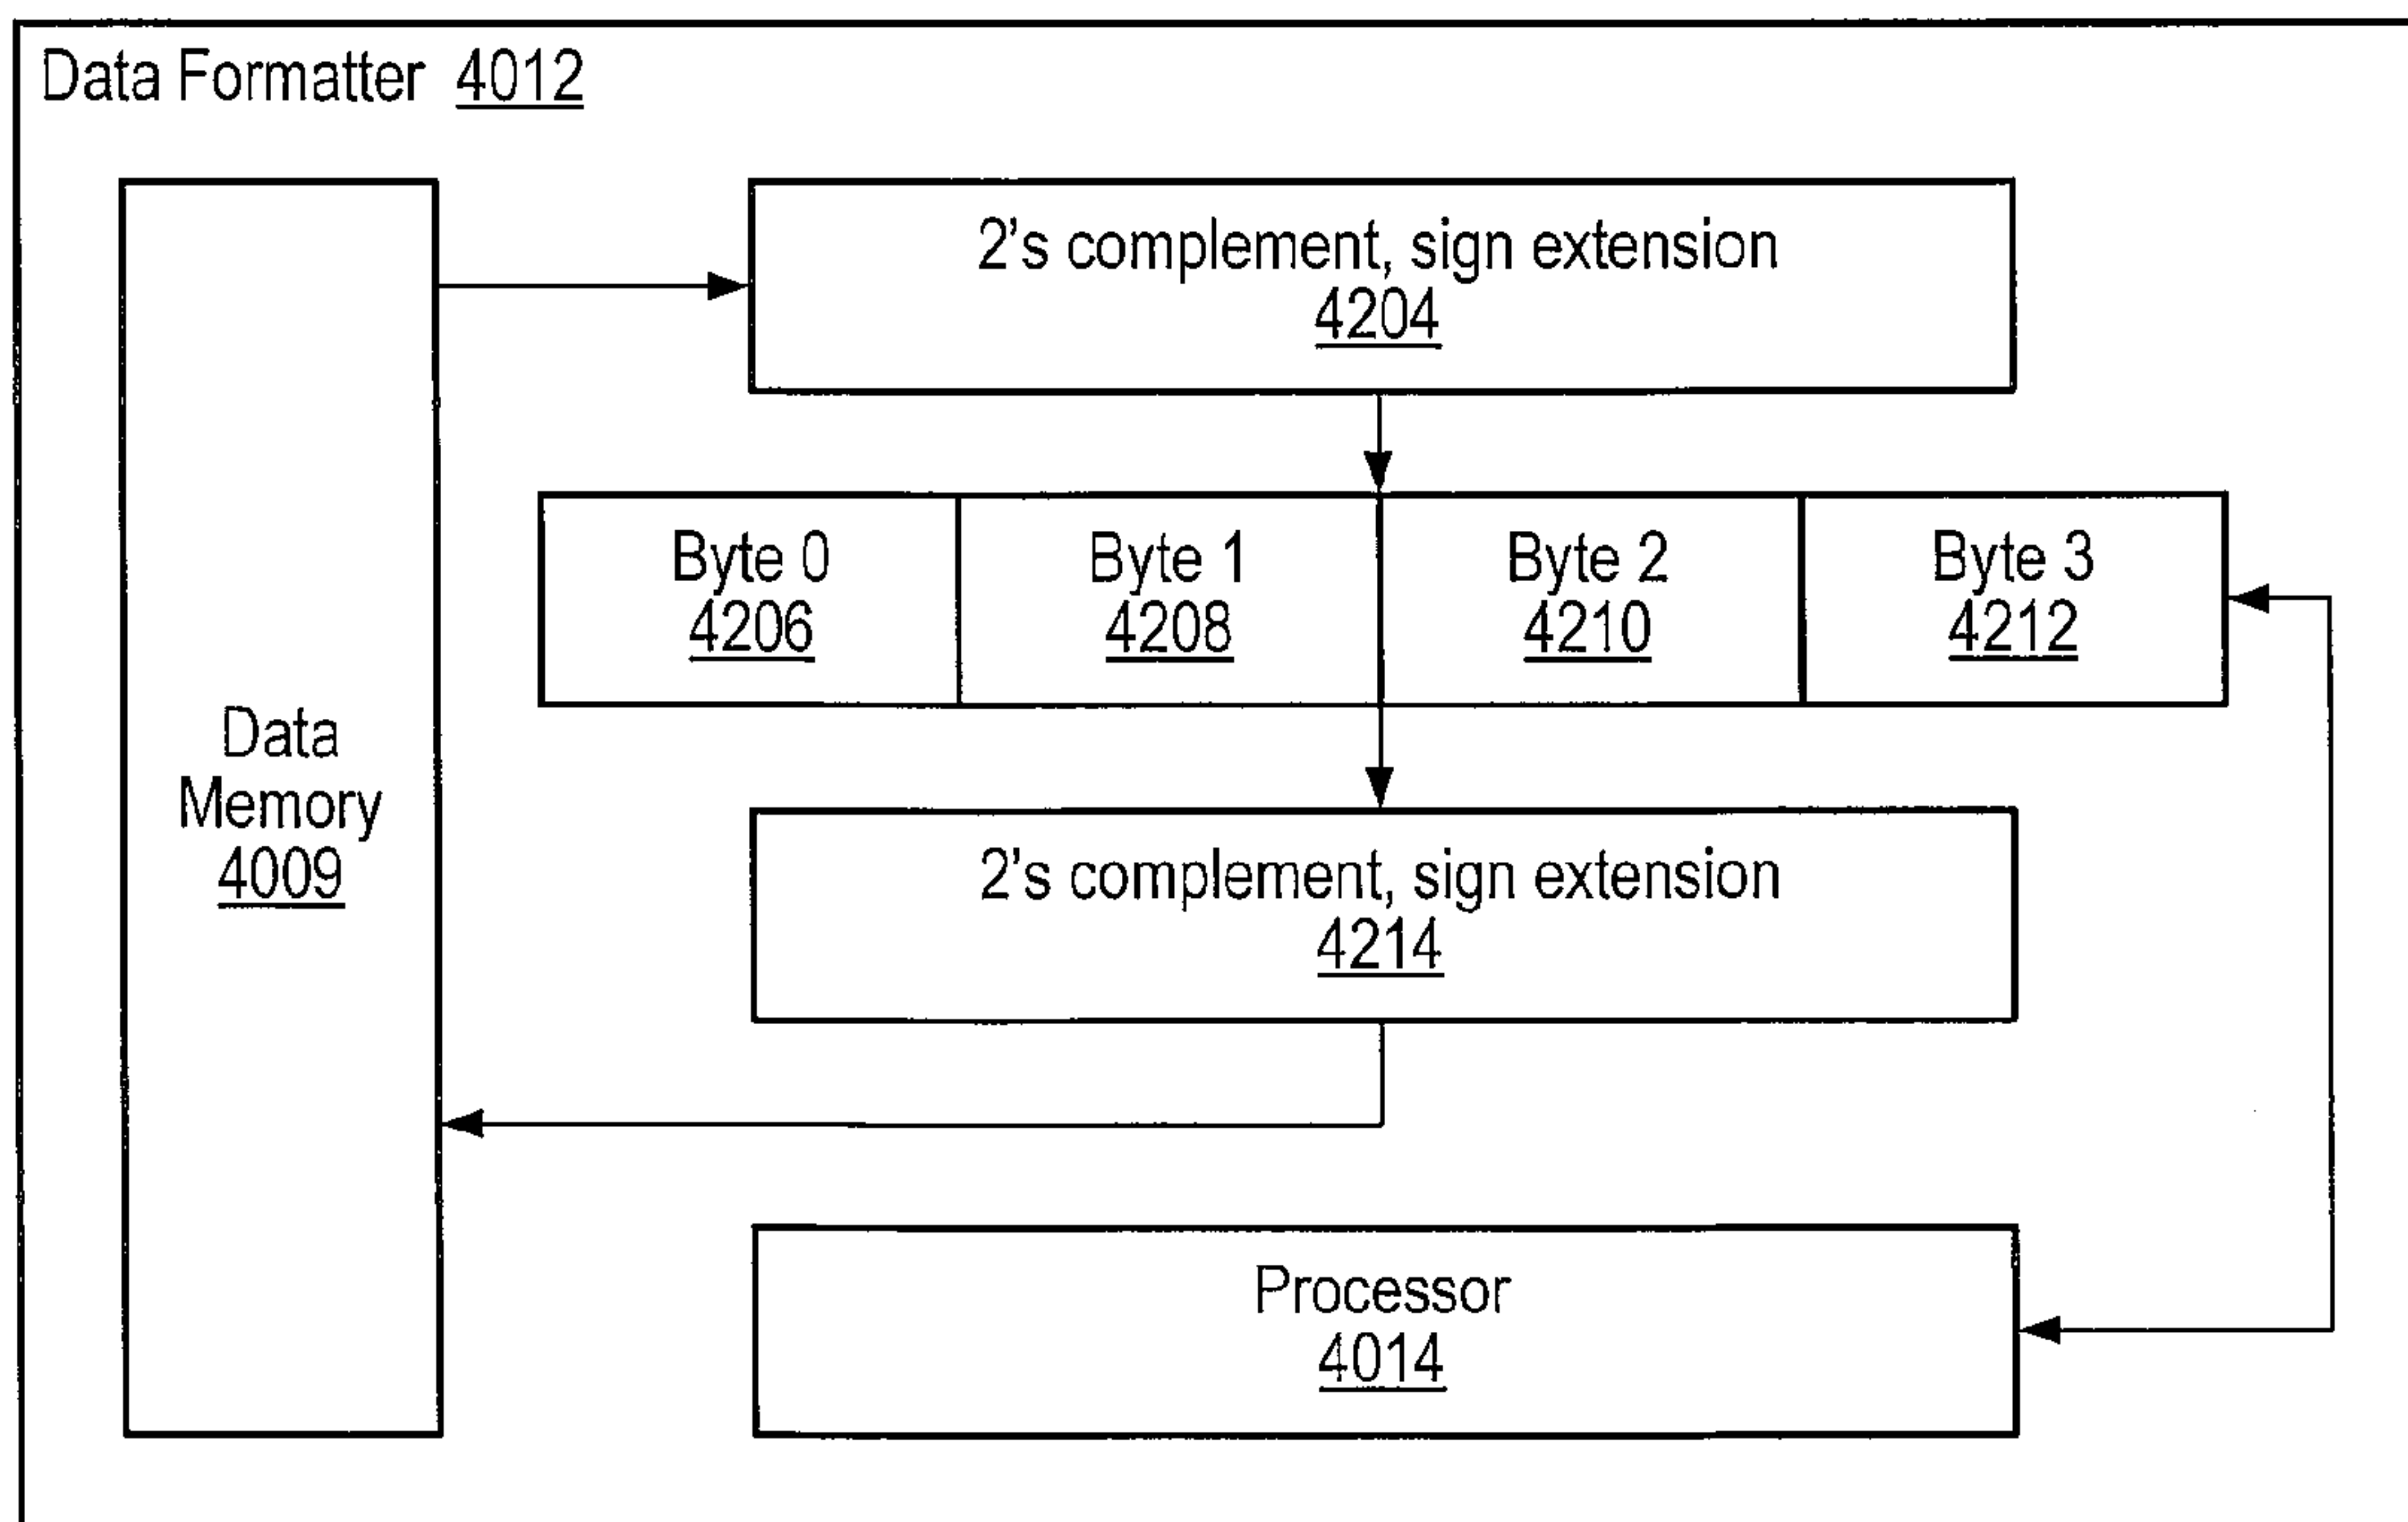 Data Formatter 4012
2's complement, sign extension
4204
Byte 0
4206
Byte 1
4208
Byte 2
4210
Byte 3
4212
Data
Memory
4009
2's complement, sign extension
4214
Processor
4014